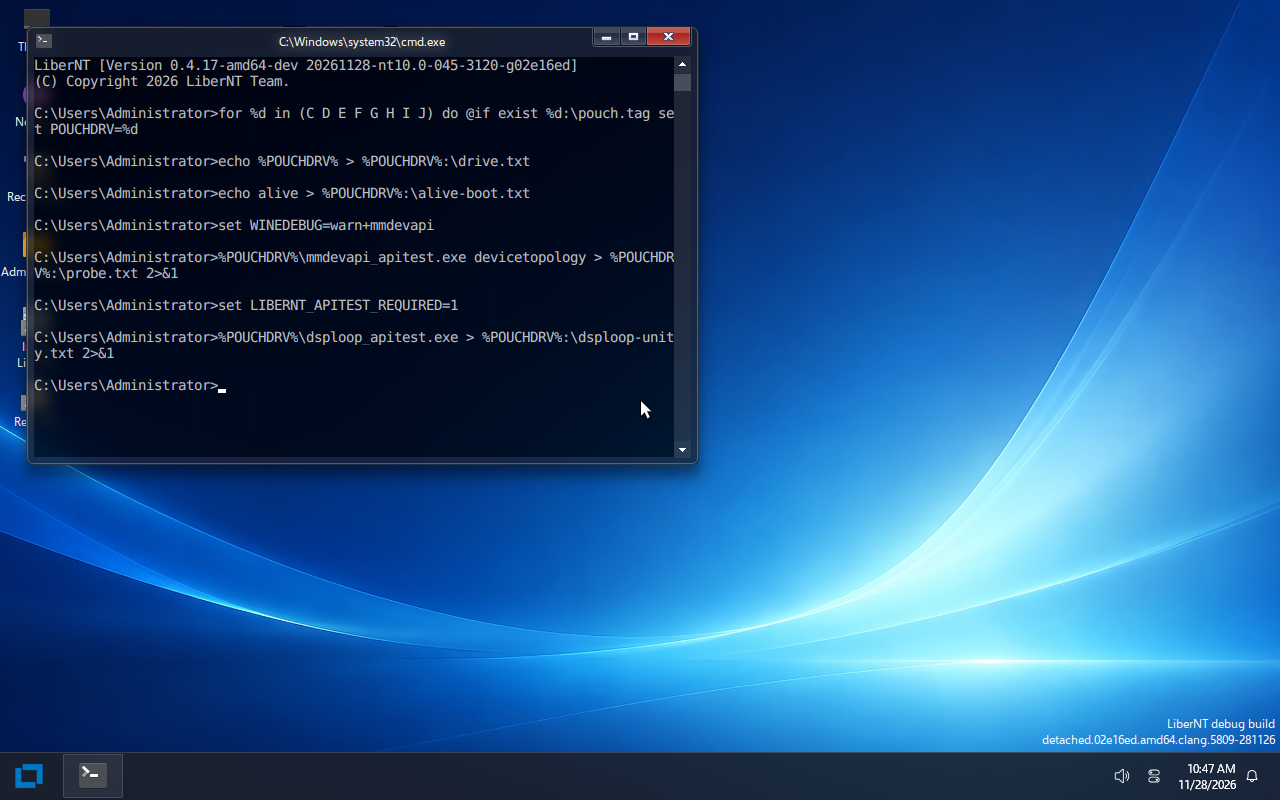 C:\Windows\system32\cmd.exe
LiberNT [Version 0.4.17-amd64-dev 20261128-nt10.0-045-3120-g02e16ed]
(C) Copyright 2026 LiberNT Team.
C:\Users\Administrator>for %d in (C D E F G H I J) do @if exist %d:\pouch.tag se
t POUCHDRV=%d
C:\Users\Administrator>echo %POUCHDRV% > %POUCHDRV%:\drive.txt
C:\Users\Administrator>echo alive > %POUCHDRV%:\alive-boot.txt
C:\Users\Administrator>set WINEDEBUG=warn+mmdevapi
C:\Users\Administrator>%POUCHDRV%\mmdevapi_apitest.exe devicetopology > %POUCHDR
V%:\probe.txt 2>&1
C:\Users\Administrator>set LIBERNT_APITEST_REQUIRED=1
C:\Users\Administrator>%POUCHDRV%\dsploop_apitest.exe > %POUCHDRV%:\dsploop-unit
y.txt 2>&1
C:\Users\Administrator>
LiberNT debug build
detached.02e16ed.amd64.clang.5809-281126
10:47 AM
11/28/2026